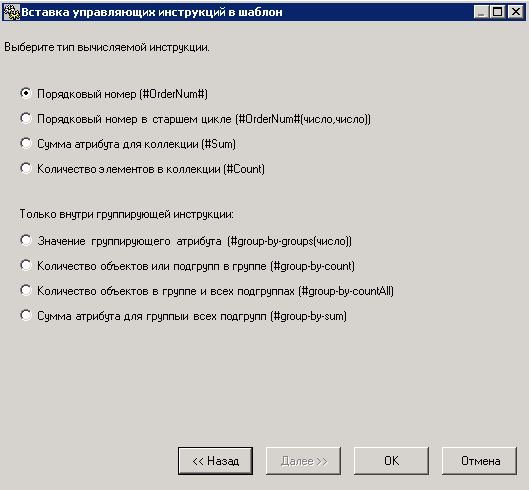 Вставка управляющих инструкций в шаблон
Выберите тип вычисляемой инструкции.
Порядковый номер (#OrderNum#)
Порядковый номер в старшем цикле (#OrderNum#(число,число))
Сумма атрибута для коллекции (#Sum)
Количество элементов в коллекции (#Count)
Только внутри группирующей инструкции:
Значение группирующего атрибута (#group-by-groups(число))
Количество объектов или подгрупп в группе (#group-by-count)
Количество объектов в группе и всех подгруппах (#group-by-countAll)
Сумма атрибута для группыи всех подгрупп (#group-by-sum)
<< Назад
Далее >>
OK
Отмена